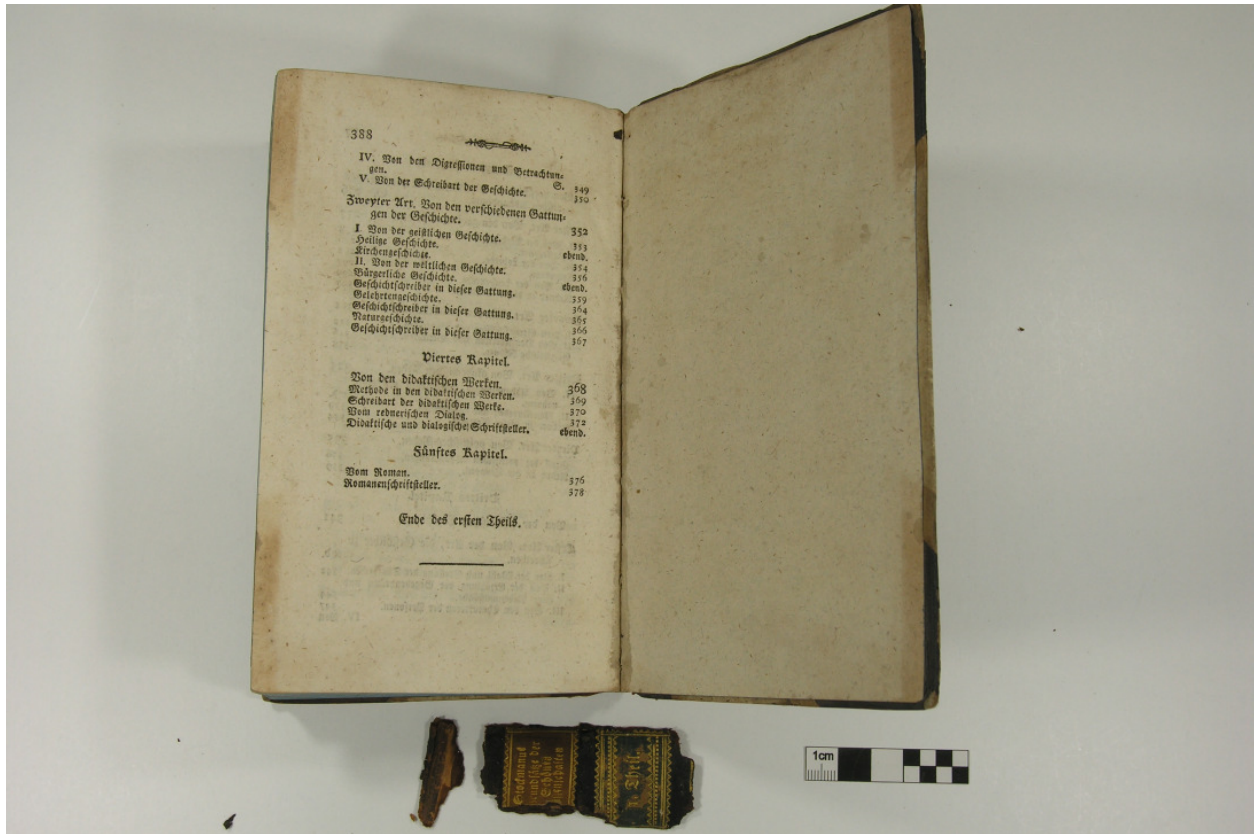 388
IV. Von den Digressionen und Betrachtun-
gen. S. 349
V. Von der Schreibart der Geschichte. 350
Zweyter Art. Von den verschiedenen Gattun-
gen der Geschichte. 352
I. Von der geistlichen Geschichte. 353
Heilige Geschichte. ebend.
Kirchengeschichte. 354
II. Von der weltlichen Geschichte. 356
Bürgerliche Geschichte. ebend.
Geschichtschreiber in dieser Gattung. 359
Gelehrtengeschichte. 364
Geschichtschreiber in dieser Gattung. 365
Naturgeschichte. 366
Geschichtschreiber in dieser Gattung. 367
Viertes Kapitel.
Von den didaktischen Werken. 368
Methode in den didaktischen Werken. 369
Schreibart der didaktischen Werke. 370
Vom rednerischen Dialog. 372
Didaktische und dialogische Schriftsteller. ebend.
Fünftes Kapitel.
Vom Roman. 376
Romanenschriftsteller. 378
Ende des ersten Theils.
der
Schönen
Theil.
1cm